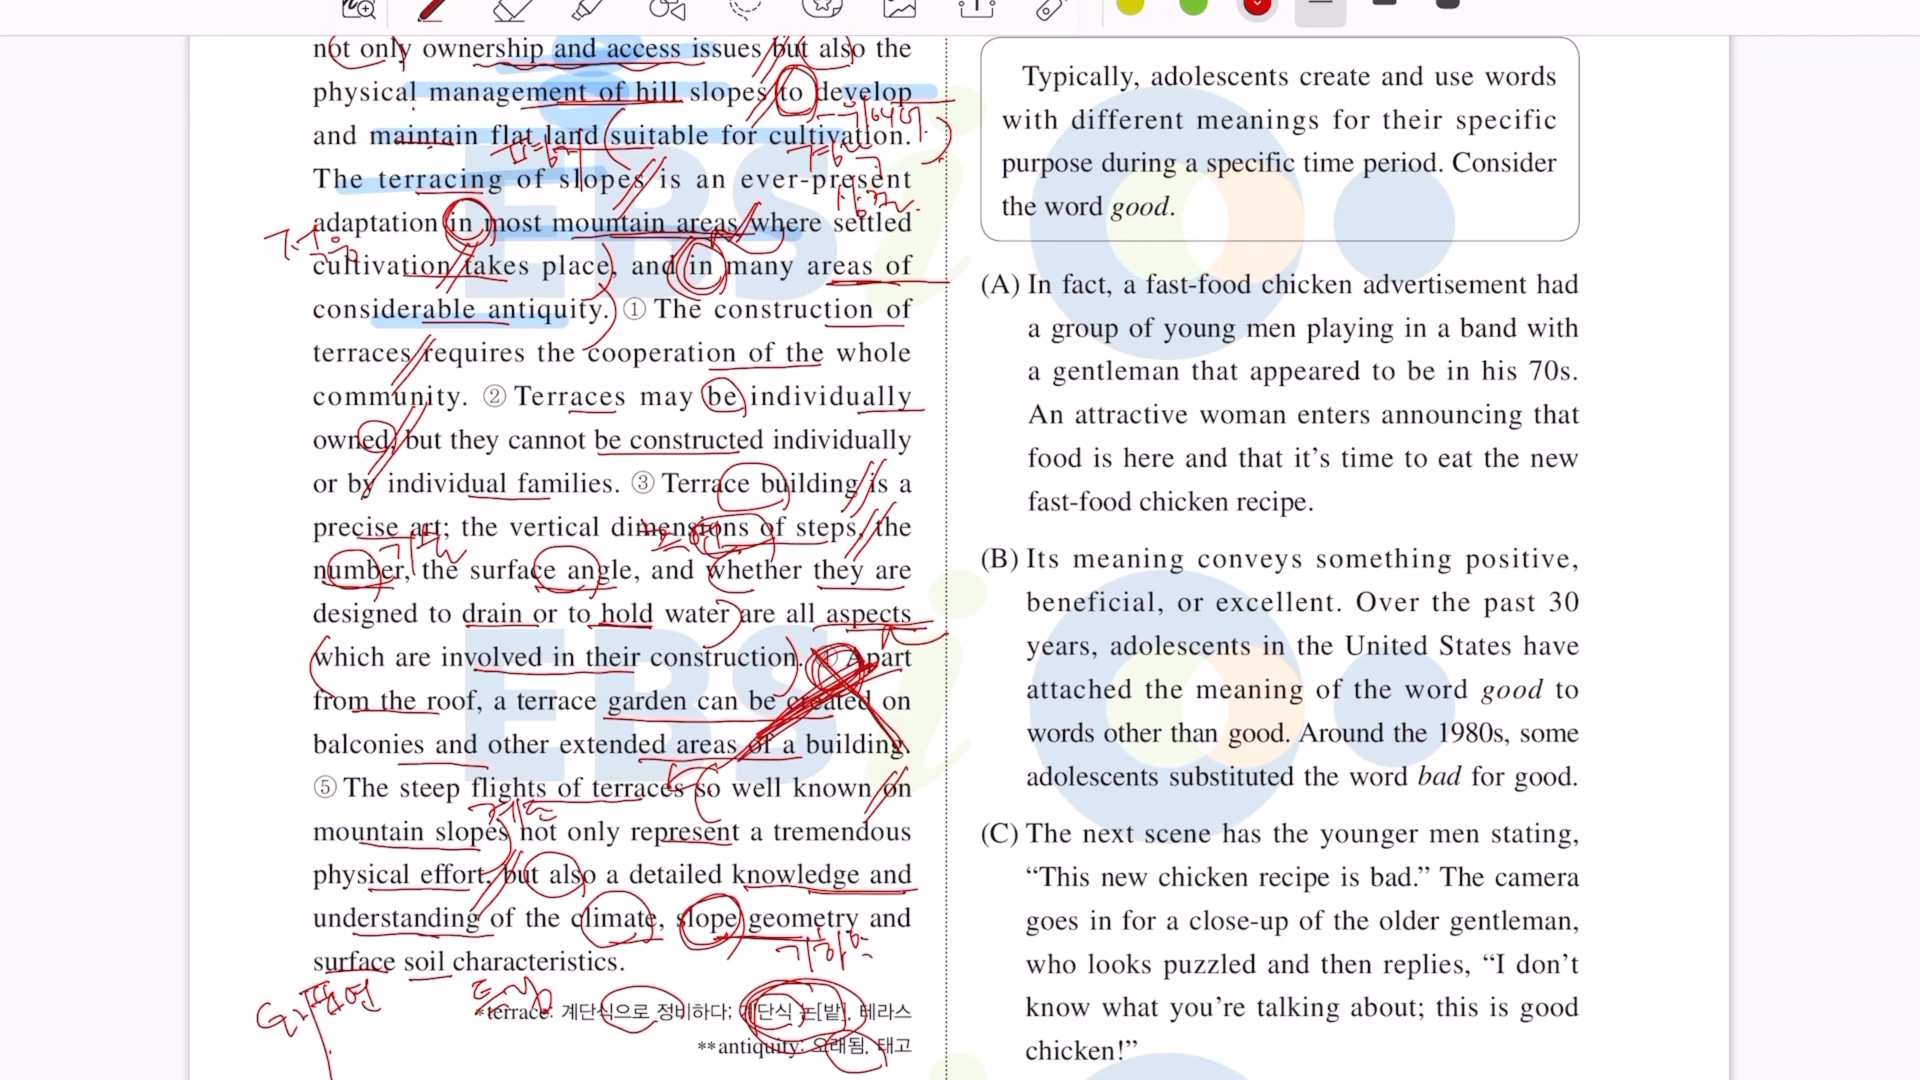 not only ownership and access issues but also the
physical management of hill slopes to develop
and maintain flat land suitable for cultivation.
The terracing of slopes is an ever-present
adaptation in most mountain areas where settled
cultivation takes place, and in many areas of
considerable antiquity. ① The construction of
terraces requires the cooperation of the whole
community. ② Terraces may be individually
owned, but they cannot be constructed individually
or by individual families. ③ Terrace building is a
precise art; the vertical dimensions of steps, the
number, the surface angle, and whether they are
designed to drain or to hold water are all aspects
which are involved in their construction. ④ Apart
from the roof, a terrace garden can be created on
balconies and other extended areas of a building.
⑤ The steep flights of terraces so well known on
mountain slopes not only represent a tremendous
physical effort, but also a detailed knowledge and
understanding of the climate, slope geometry and
surface soil characteristics.
*terrace: 계단식으로 정비하다; 계단식 논[밭], 테라스
**antiquity: 오래됨, 태고
Typically, adolescents create and use words
with different meanings for their specific
purpose during a specific time period. Consider
the word good.
(A) In fact, a fast-food chicken advertisement had
a group of young men playing in a band with
a gentleman that appeared to be in his 70s.
An attractive woman enters announcing that
food is here and that it’s time to eat the new
fast-food chicken recipe.
(B) Its meaning conveys something positive,
beneficial, or excellent. Over the past 30
years, adolescents in the United States have
attached the meaning of the word good to
words other than good. Around the 1980s, some
adolescents substituted the word bad for good.
(C) The next scene has the younger men stating,
“This new chicken recipe is bad.” The camera
goes in for a close-up of the older gentleman,
who looks puzzled and then replies, “I don’t
know what you’re talking about; this is good
chicken!”
EBSi
EBSi